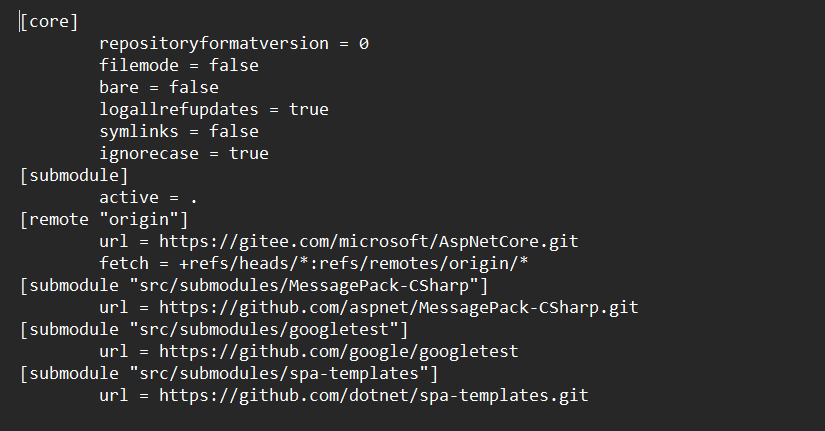 [core]
repositoryformatversion = 0
filemode = false
bare = false
logallrefupdates = true
symlinks = false
ignorecase = true
[submodule]
active = .
[remote "origin"]
url = https://gitee.com/microsoft/AspNetCore.git
fetch = +refs/heads/*:refs/remotes/origin/*
[submodule "src/submodules/MessagePack-CSharp"]
url = https://github.com/aspnet/MessagePack-CSharp.git
[submodule "src/submodules/googletest"]
url = https://github.com/google/googletest
[submodule "src/submodules/spa-templates"]
url = https://github.com/dotnet/spa-templates.git